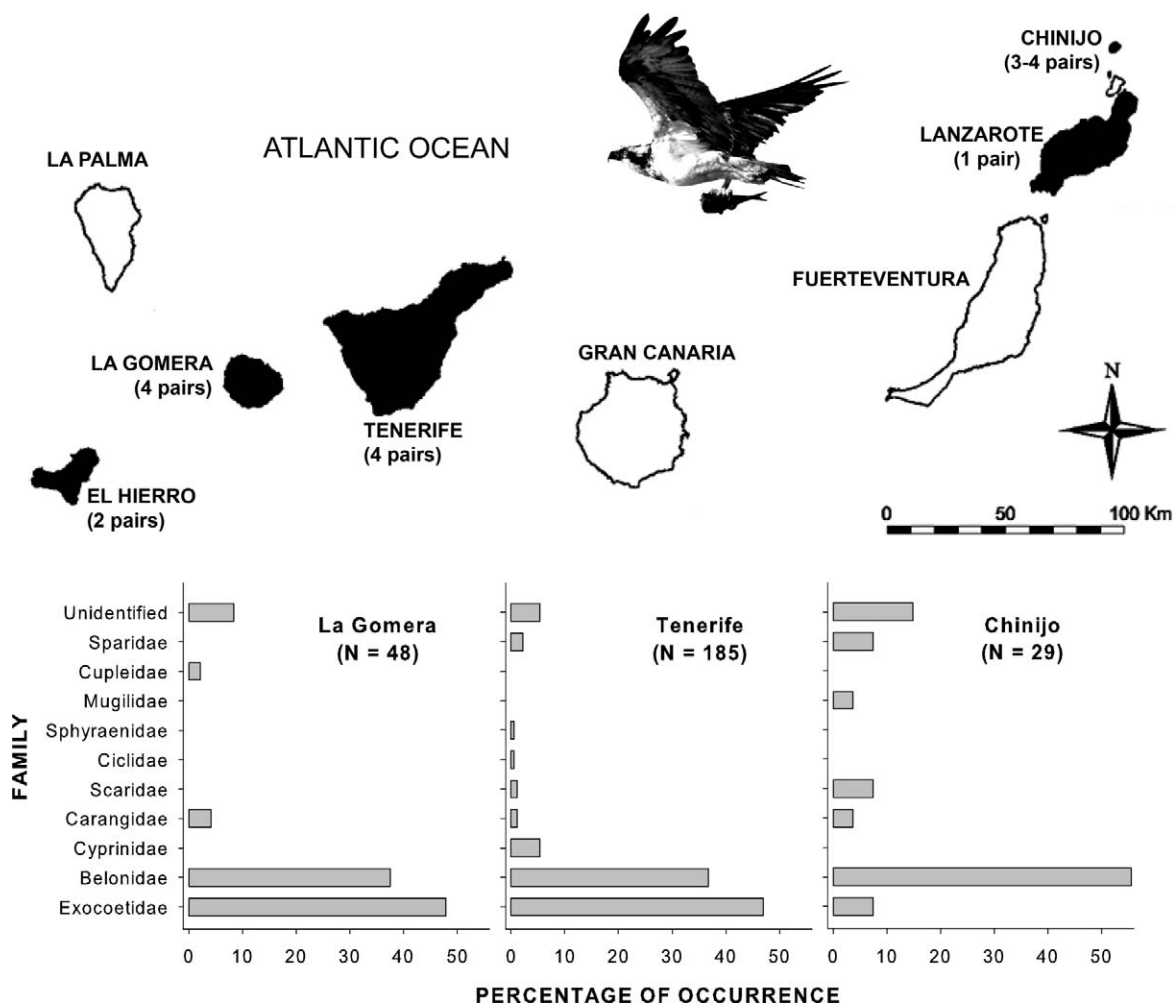 CHINIJO
(3-4 pairs)
LANZAROTE
(1 pair)
ATLANTIC OCEAN
LA PALMA
FUERTEVENTURA
GRAN CANARIA
LA GOMERA
(4 pairs)
TENERIFE
(4 pairs)
EL HIERRO
(2 pairs)
N
0 50 100 Km
FAMILY
Unidentified
Sparidae
Cupleidae
Mugilidae
Sphyraenidae
Ciclidae
Scaridae
Carangidae
Cyprinidae
Belonidae
Exocoetidae
La Gomera
(N = 48)
Tenerife
(N = 185)
Chinijo
(N = 29)
0 10 20 30 40 50
0 10 20 30 40 50
0 10 20 30 40 50
PERCENTAGE OF OCCURRENCE